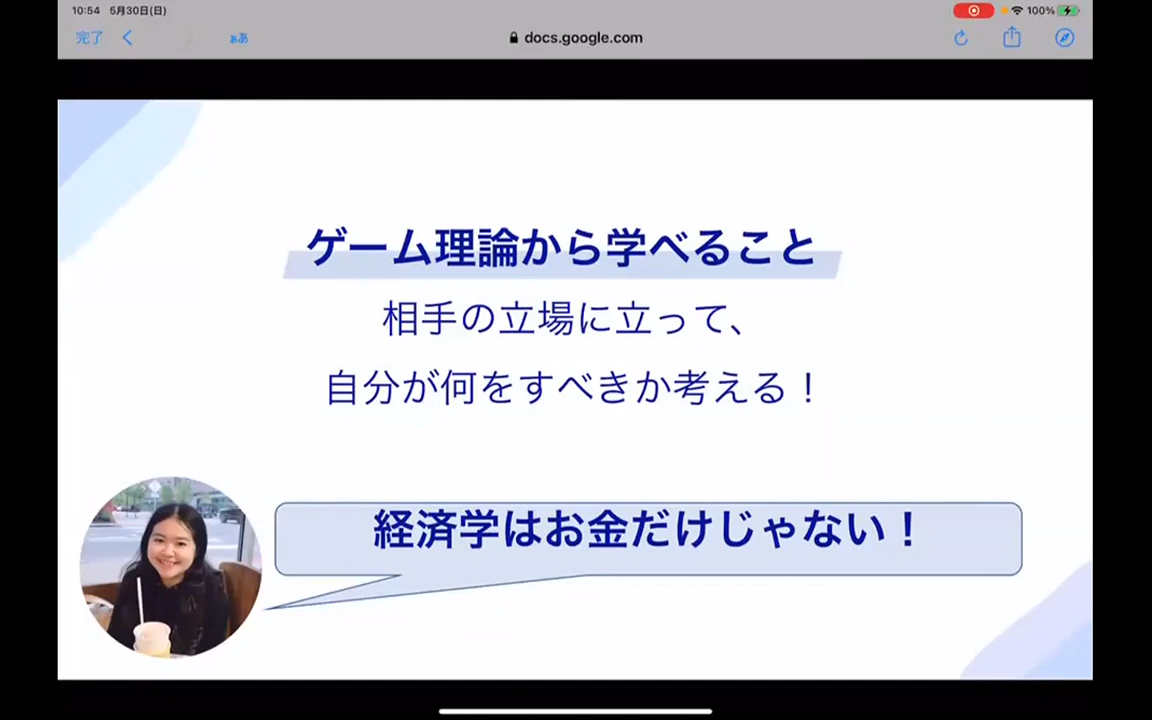 10:54 5月30日(日)
100%
完了
ぁあ
docs.google.com
ゲーム理論から学べること
相手の立場に立って、
自分が何をすべきか考える！
経済学はお金だけじゃない！